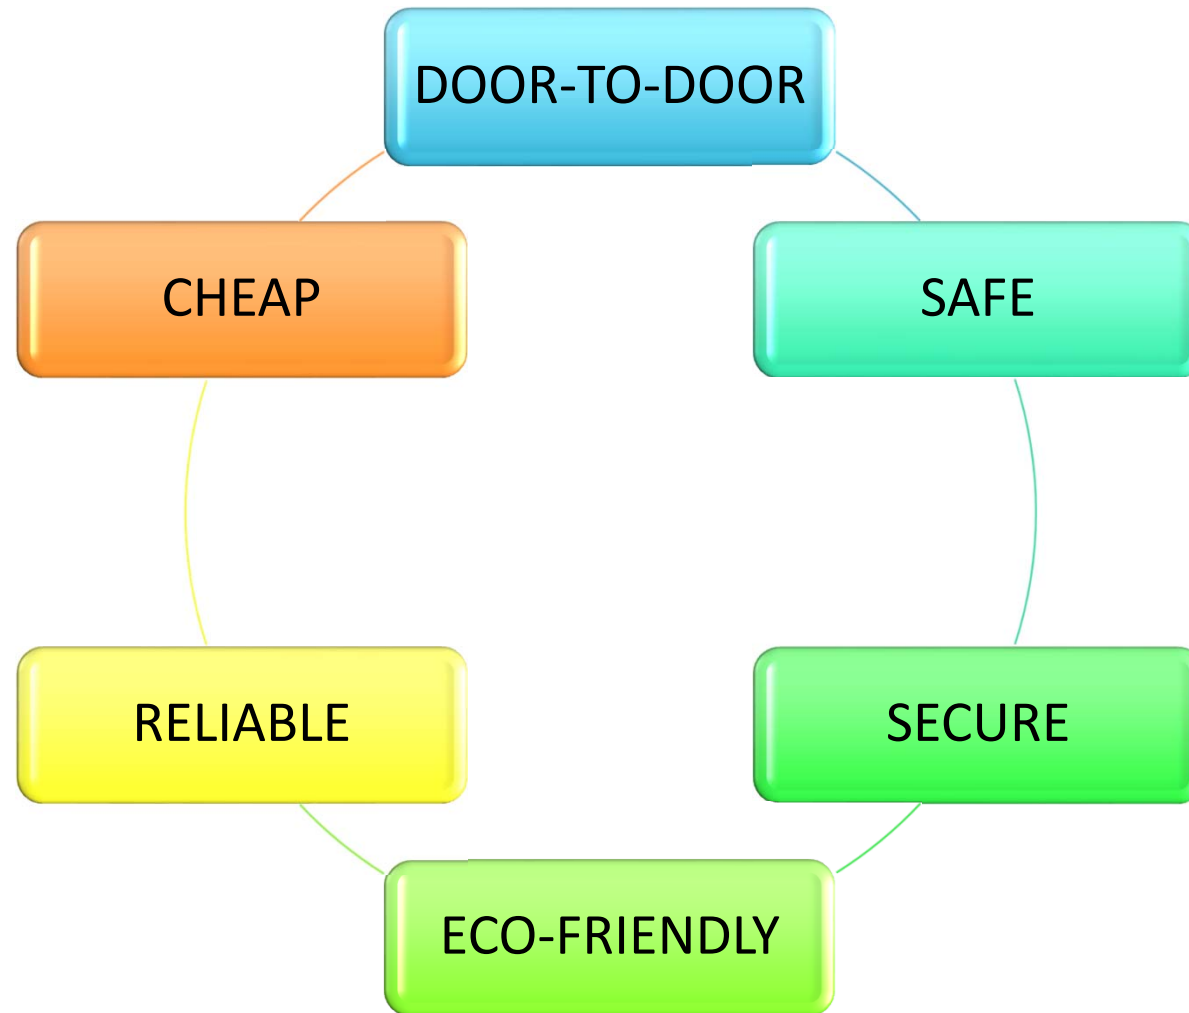 DOOR-TO-DOOR
CHEAP
SAFE
RELIABLE
SECURE
ECO-FRIENDLY